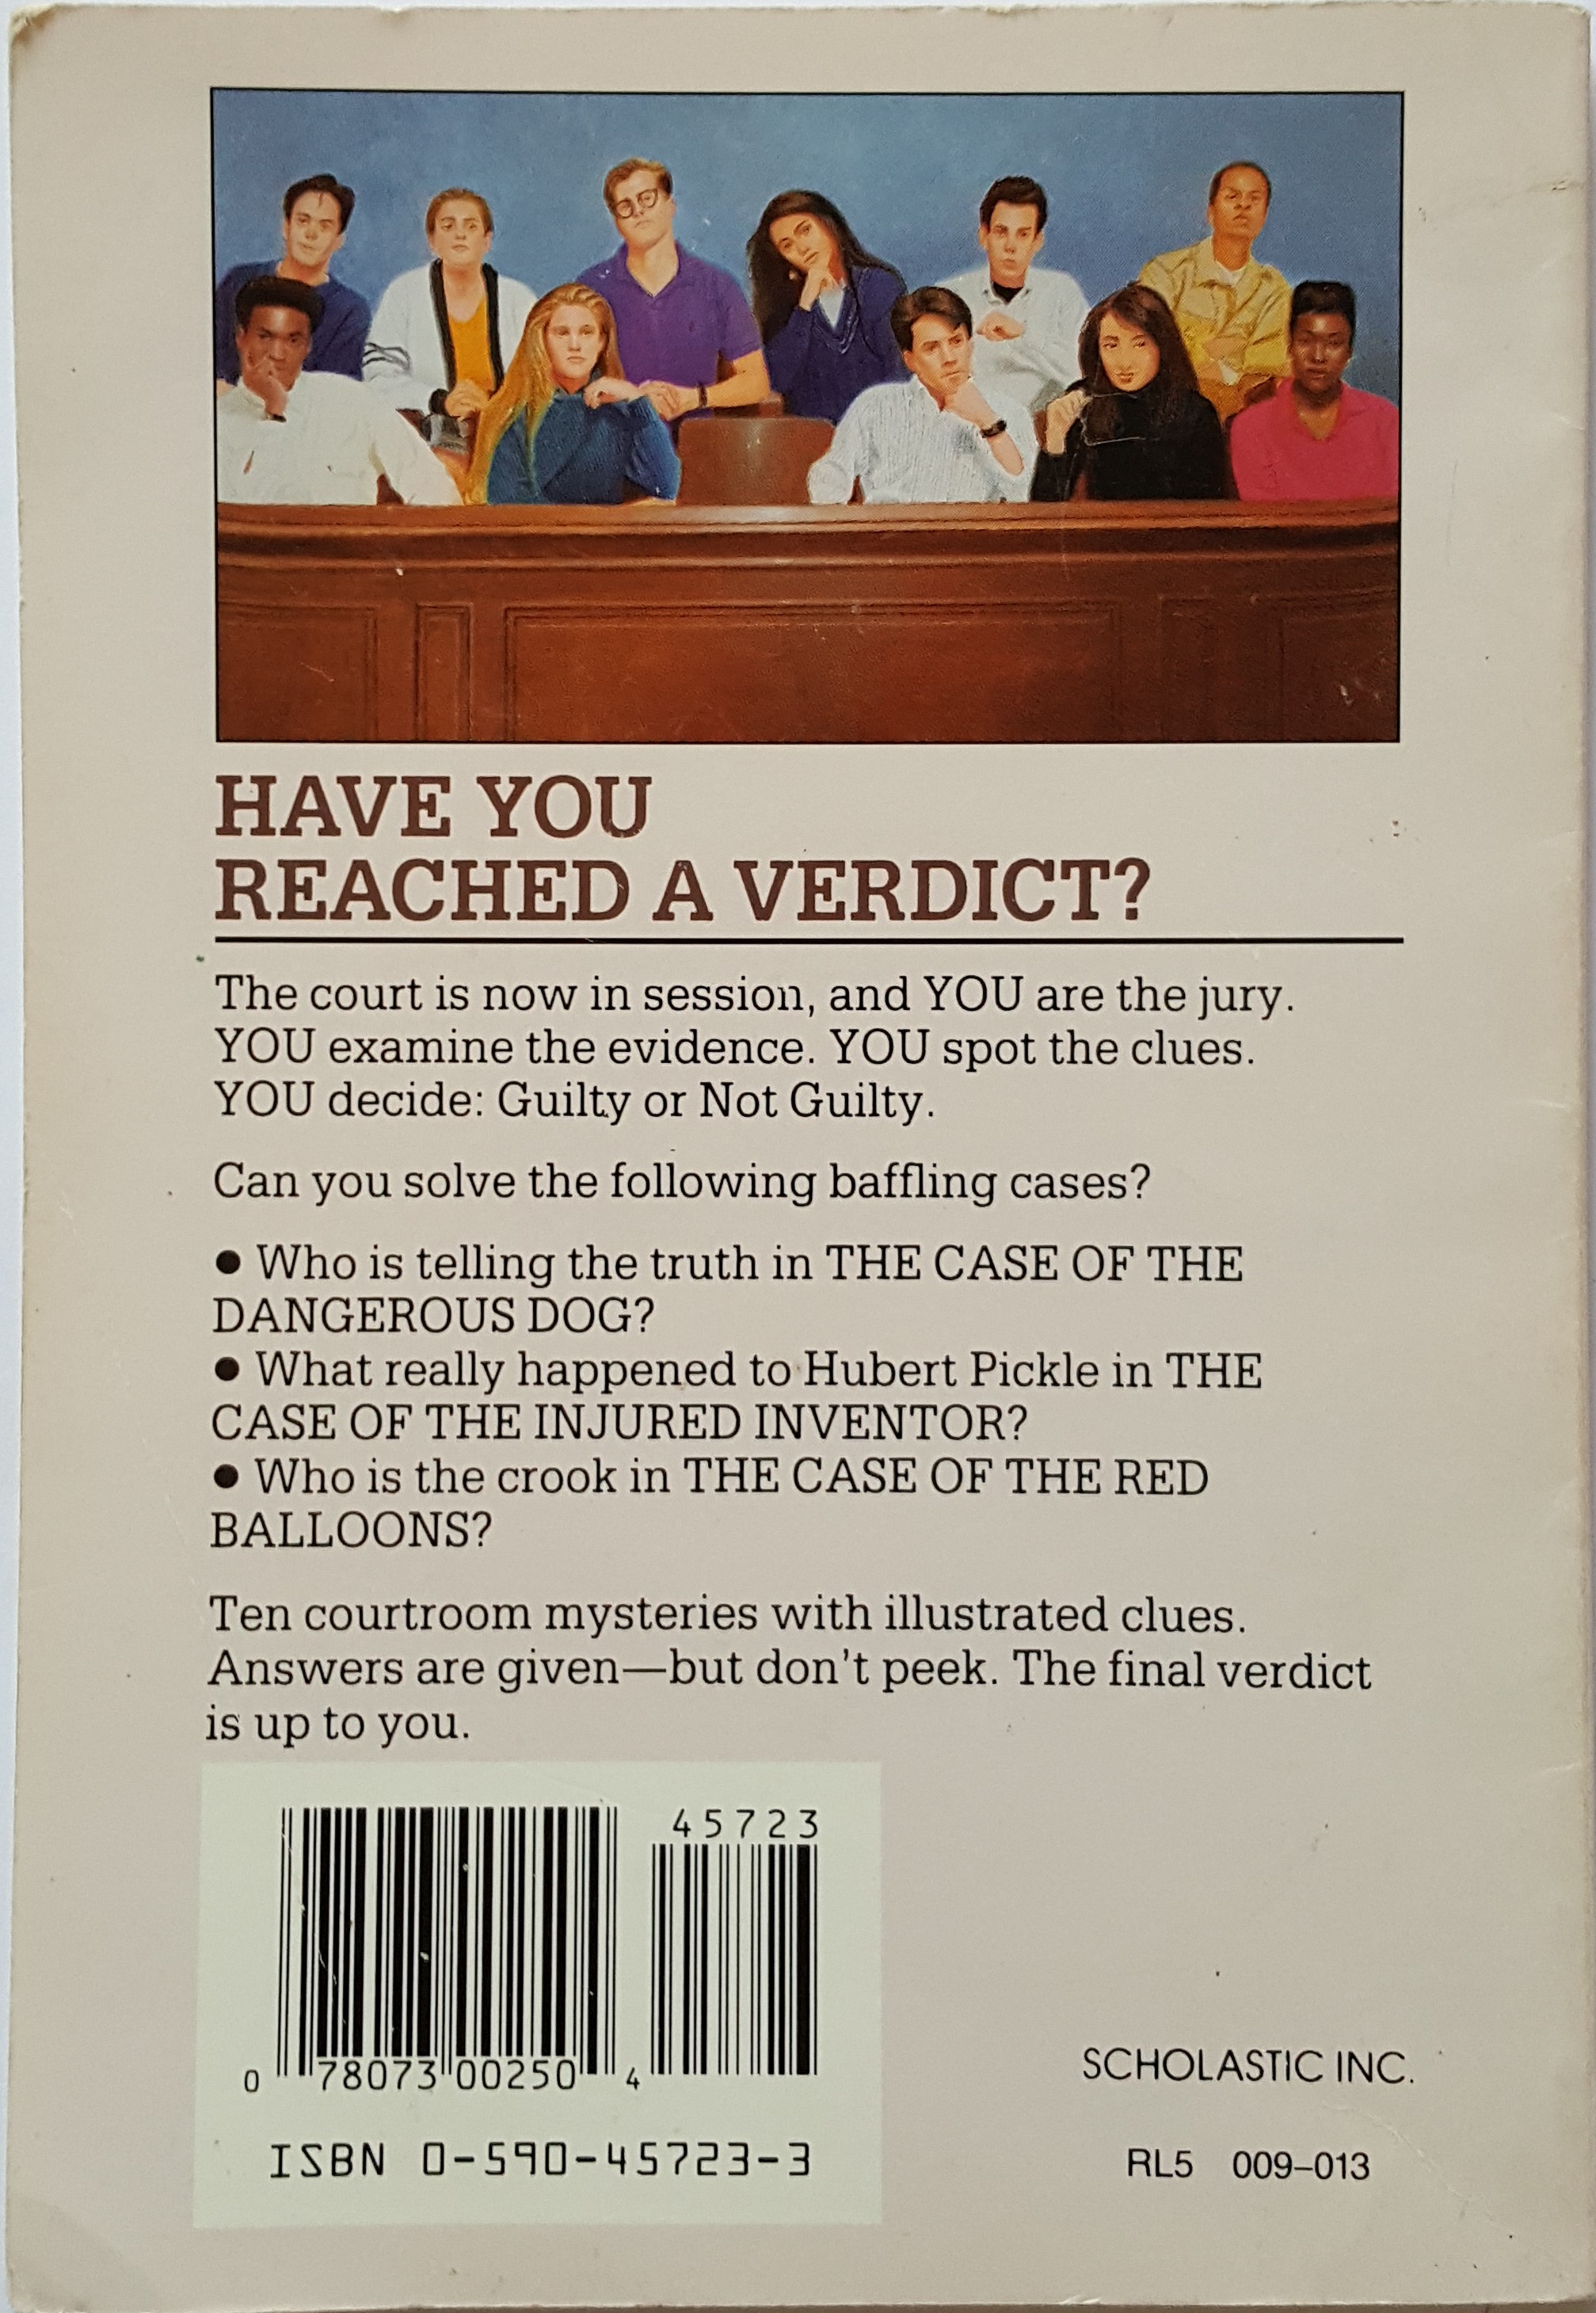 HAVE YOU
REACHED A VERDICT?
The court is now in session, and YOU are the jury.
YOU examine the evidence. YOU spot the clues.
YOU decide: Guilty or Not Guilty.
Can you solve the following baffling cases?
● Who is telling the truth in THE CASE OF THE
DANGEROUS DOG?
● What really happened to Hubert Pickle in THE
CASE OF THE INJURED INVENTOR?
● Who is the crook in THE CASE OF THE RED
BALLOONS?
Ten courtroom mysteries with illustrated clues.
Answers are given—but don't peek. The final verdict
is up to you.
45723
0 78073 00250 4
ISBN 0-590-45723-3
SCHOLASTIC INC.
RL5 009–013